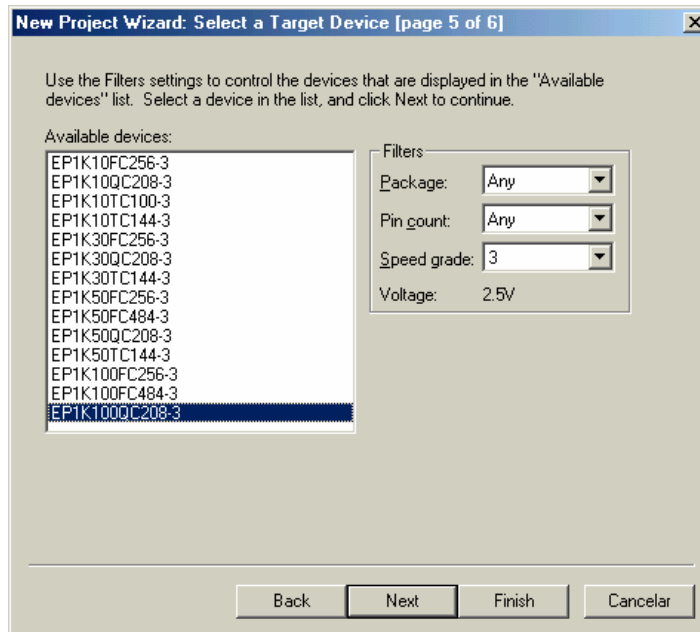 New Project Wizard: Select a Target Device [page 5 of 6]
Use the Filters settings to control the devices that are displayed in the "Available
devices" list. Select a device in the list, and click Next to continue.
Available devices:
EP1K10FC256-3
EP1K10QC208-3
EP1K10TC100-3
EP1K10TC144-3
EP1K30FC256-3
EP1K30QC208-3
EP1K30TC144-3
EP1K50FC256-3
EP1K50FC484-3
EP1K50QC208-3
EP1K50TC144-3
EP1K100FC256-3
EP1K100FC484-3
EP1K100QC208-3
Filters
Package: Any
Pin count: Any
Speed grade: 3
Voltage: 2.5V
Back Next Finish Cancelar